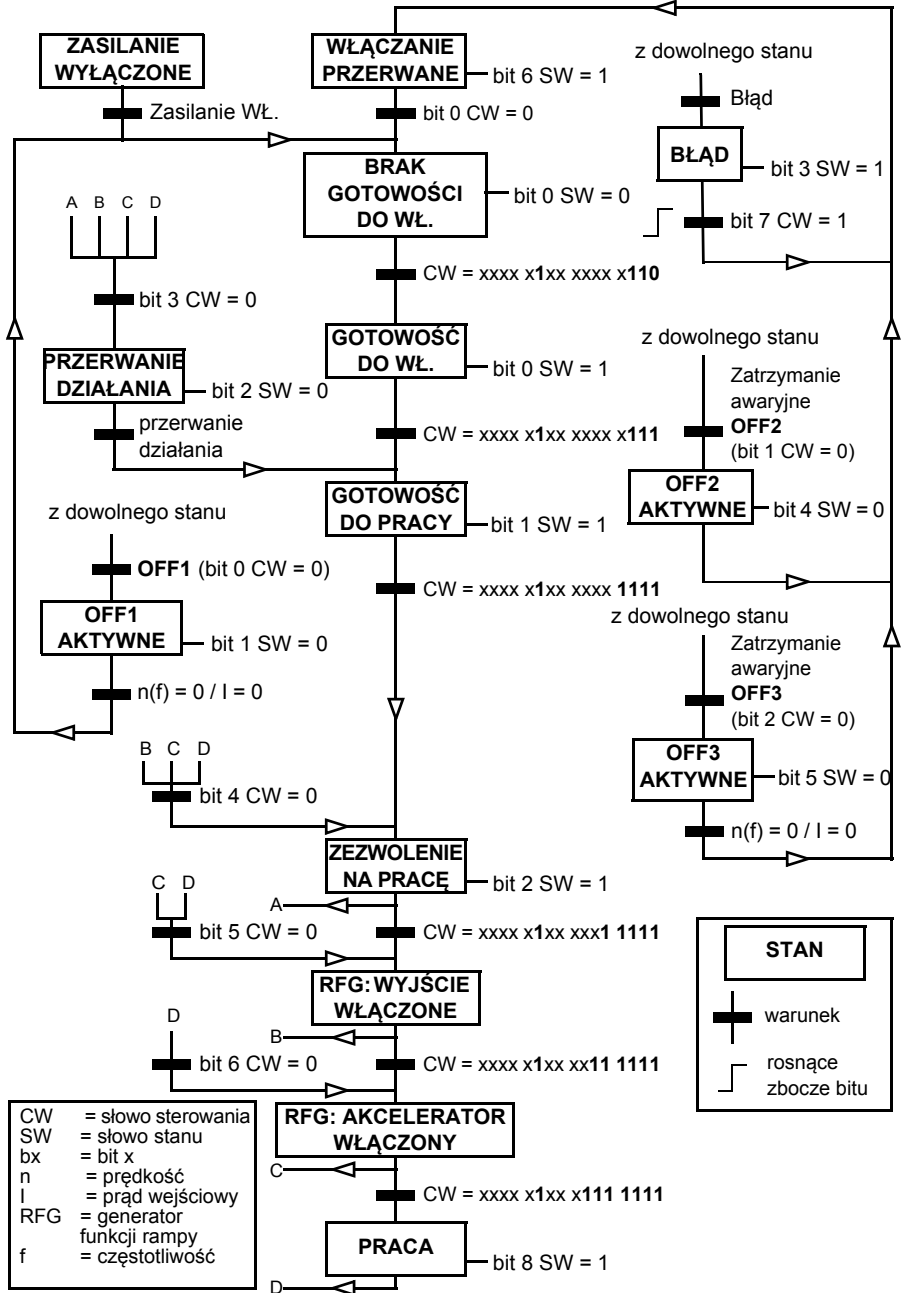 ZASILANIE
WYŁĄCZONE
Zasilanie WŁ.
WŁĄCZANIE
PRZERWANE
bit 6 SW = 1
bit 0 CW = 0
z dowolnego stanu
Błąd
BŁĄD
bit 3 SW = 1
bit 7 CW = 1
BRAK
GOTOWOŚCI
DO WŁ.
bit 0 SW = 0
A B C D
bit 3 CW = 0
CW = xxxx x1xx xxxx x110
PRZERWANIE
DZIAŁANIA
bit 2 SW = 0
przerwanie
działania
GOTOWOŚĆ
DO WŁ.
bit 0 SW = 1
CW = xxxx x1xx xxxx x111
z dowolnego stanu
Zatrzymanie
awaryjne
OFF2
(bit 1 CW = 0)
OFF2
AKTYWNE
bit 4 SW = 0
GOTOWOŚĆ
DO PRACY
bit 1 SW = 1
CW = xxxx x1xx xxxx 1111
z dowolnego stanu
OFF1 (bit 0 CW = 0)
OFF1
AKTYWNE
bit 1 SW = 0
n(f) = 0 / I = 0
z dowolnego stanu
Zatrzymanie
awaryjne
OFF3
(bit 2 CW = 0)
OFF3
AKTYWNE
bit 5 SW = 0
n(f) = 0 / I = 0
B C D
bit 4 CW = 0
ZEZWOLENIE
NA PRACĘ
bit 2 SW = 1
A
C D
bit 5 CW = 0
CW = xxxx x1xx xxx1 1111
RFG: WYJŚCIE
WŁĄCZONE
B
D
bit 6 CW = 0
CW = xxxx x1xx xx11 1111
RFG: AKCELERATOR
WŁĄCZONY
C
CW = xxxx x1xx x111 1111
PRACA
bit 8 SW = 1
D
STAN
warunek
rosnące
zbocze bitu
CW = słowo sterowania
SW = słowo stanu
bx = bit x
n = prędkość
I = prąd wejściowy
RFG = generator
funkcji rampy
f = częstotliwość